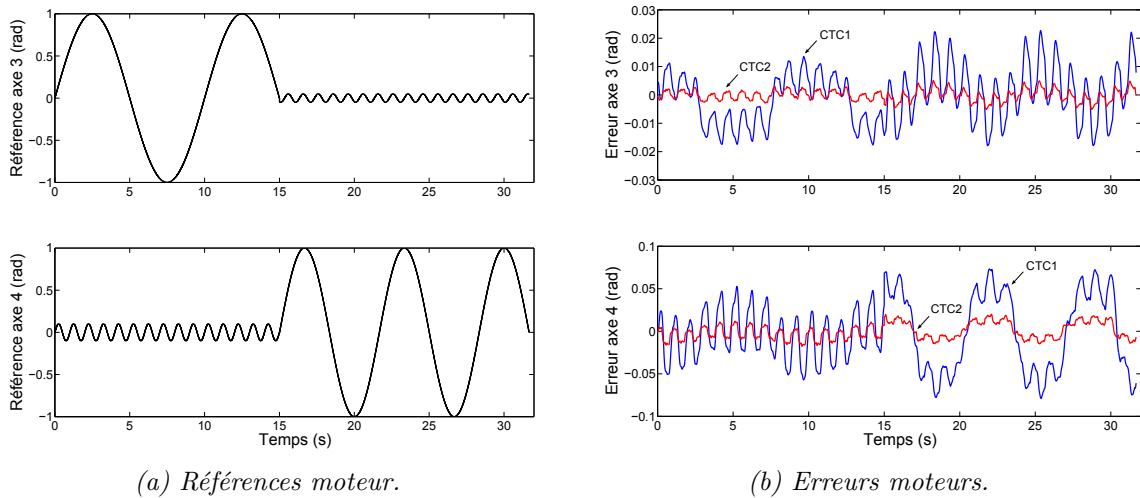 Référence axe 3 (rad)
1
0.5
0
−0.5
−1
0 5 10 15 20 25 30
Référence axe 4 (rad)
1
0.5
0
−0.5
−1
0 5 10 15 20 25 30
Temps (s)
(a) Références moteur.
Erreur axe 3 (rad)
0.03
0.02
0.01
0.00
−0.01
−0.02
−0.03
CTC1
CTC2
0 5 10 15 20 25 30
Erreur axe 4 (rad)
0.1
0.05
0
−0.05
−0.1
CTC1
CTC2
0 5 10 15 20 25 30
Temps (s)
(b) Erreurs moteurs.